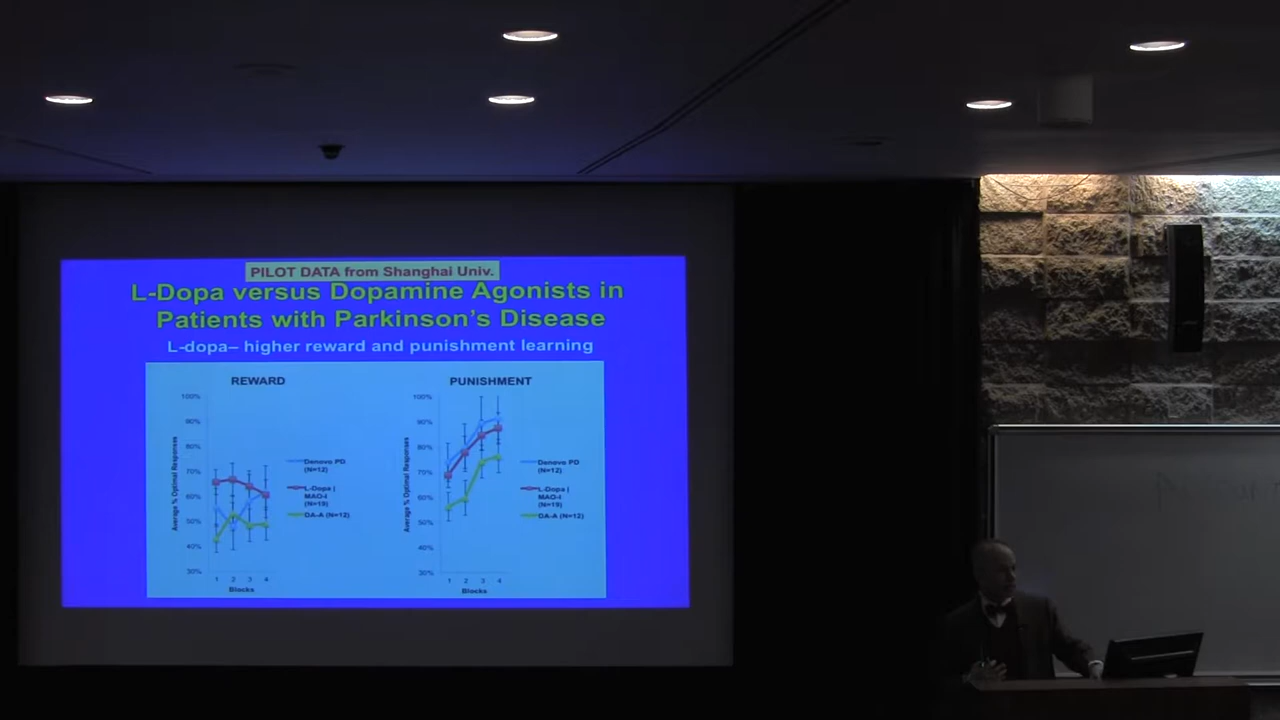 PILOT DATA from Shanghai Univ.
L-Dopa versus Dopamine Agonists in
Patients with Parkinson's Disease
L-dopa– higher reward and punishment learning
REWARD
Average % Optimal Responses
100%
90%
80%
70%
60%
50%
40%
30%
1 2 3 4
Blocks
Denovo PD
(N=12)
L-Dopa |
MAO-I
(N=19)
DA-A (N=12)
PUNISHMENT
Average % Optimal Responses
100%
90%
80%
70%
60%
50%
40%
30%
1 2 3 4
Blocks
Denovo PD
(N=12)
L-Dopa |
MAO-I
(N=19)
DA-A (N=12)